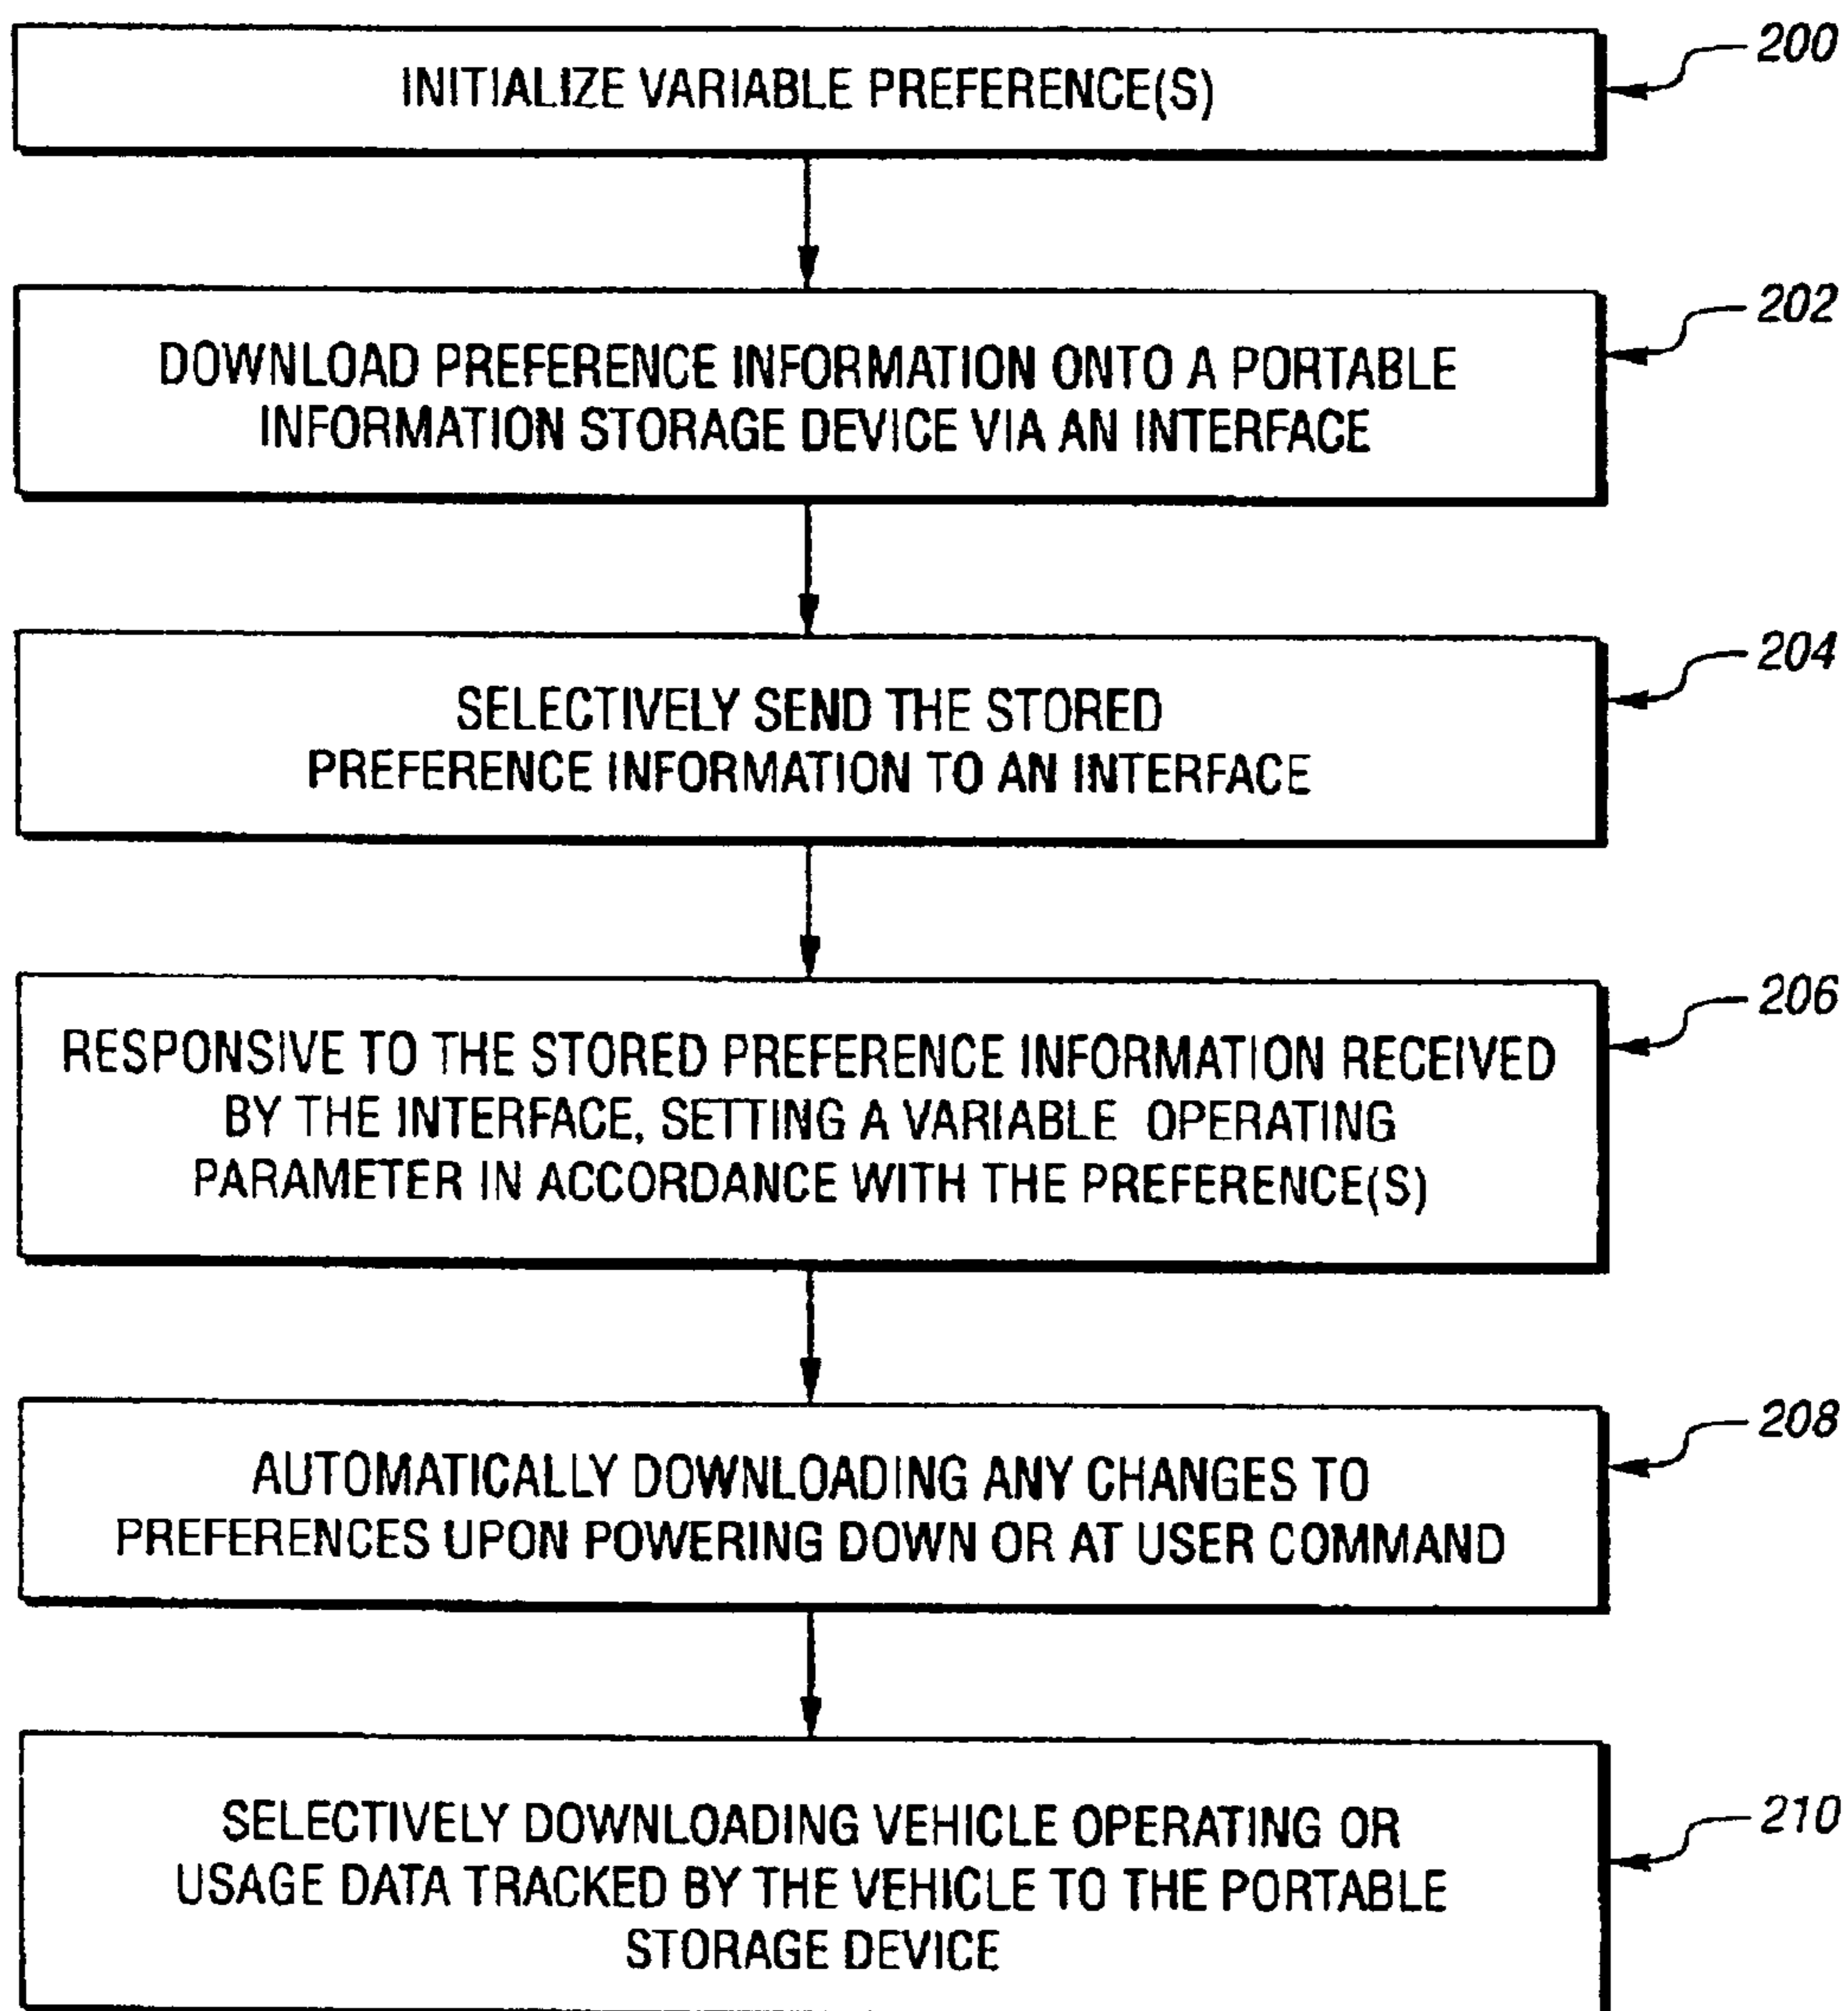 INITIALIZE VARIABLE PREFERENCE(S)
200
DOWNLOAD PREFERENCE INFORMATION ONTO A PORTABLE
INFORMATION STORAGE DEVICE VIA AN INTERFACE
202
SELECTIVELY SEND THE STORED
PREFERENCE INFORMATION TO AN INTERFACE
204
RESPONSIVE TO THE STORED PREFERENCE INFORMATION RECEIVED
BY THE INTERFACE, SETTING A VARIABLE OPERATING
PARAMETER IN ACCORDANCE WITH THE PREFERENCE(S)
206
AUTOMATICALLY DOWNLOADING ANY CHANGES TO
PREFERENCES UPON POWERING DOWN OR AT USER COMMAND
208
SELECTIVELY DOWNLOADING VEHICLE OPERATING OR
USAGE DATA TRACKED BY THE VEHICLE TO THE PORTABLE
STORAGE DEVICE
210